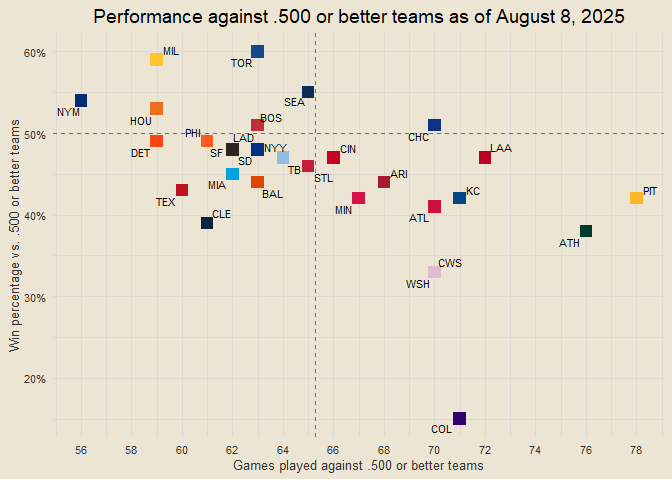 Performance against .500 or better teams as of August 8, 2025
Win percentage vs. .500 or better teams
60%
50%
40%
30%
20%
MIL
TOR
NYM
SEA
HOU
BOS
CHC
PHI
LAD
DET
SF
NYY
SD
CIN
LAA
TB
STL
MIA
ARI
TEX
BAL
MIN
KC
PIT
CLE
ATL
ATH
CWS
WSH
COL
56 58 60 62 64 66 68 70 72 74 76 78
Games played against .500 or better teams